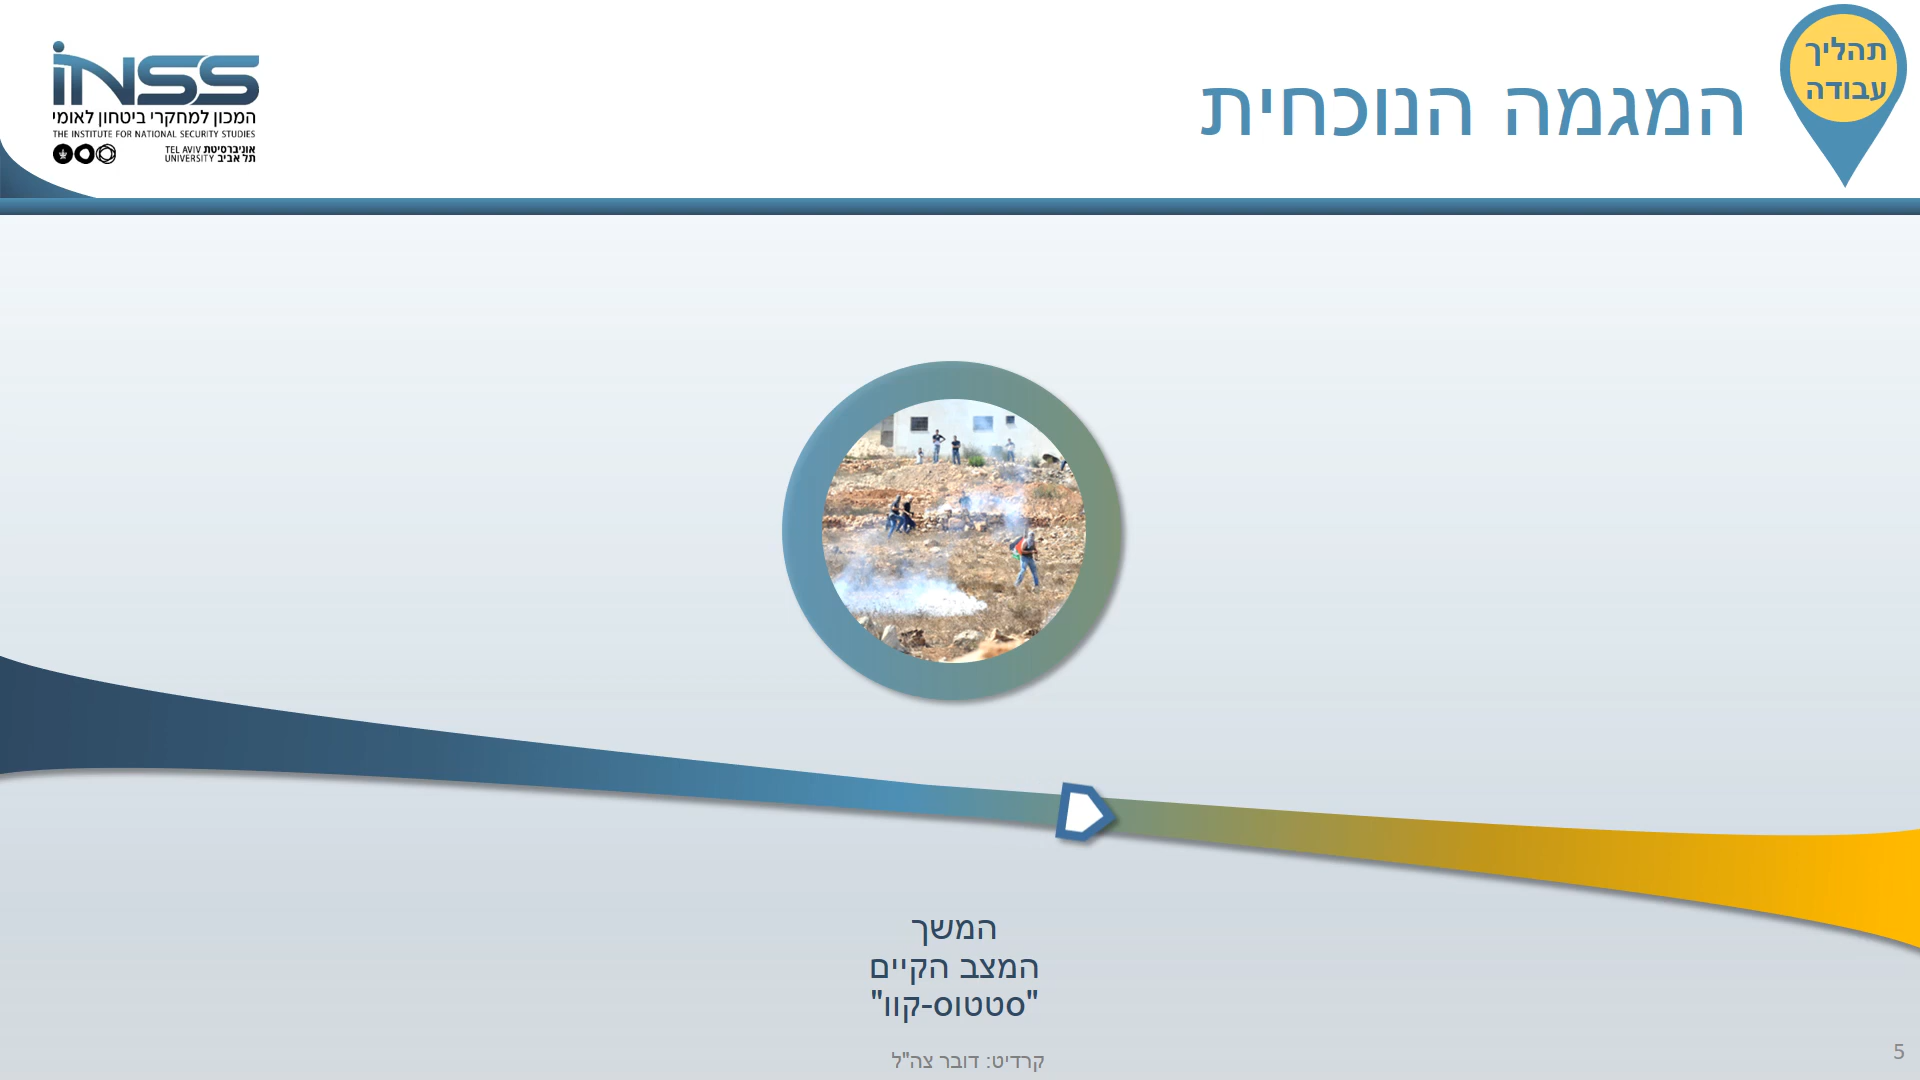 תהליך
עבודה
המגמה הנוכחית
INSS
המכון למחקרי ביטחון לאומי
THE INSTITUTE FOR NATIONAL SECURITY STUDIES
TEL AVIV אוניברסיטת
UNIVERSITY תל אביב
המשך
המצב הקיים
"סטטוס-קוו"
קרדיט: דובר צה"ל
5